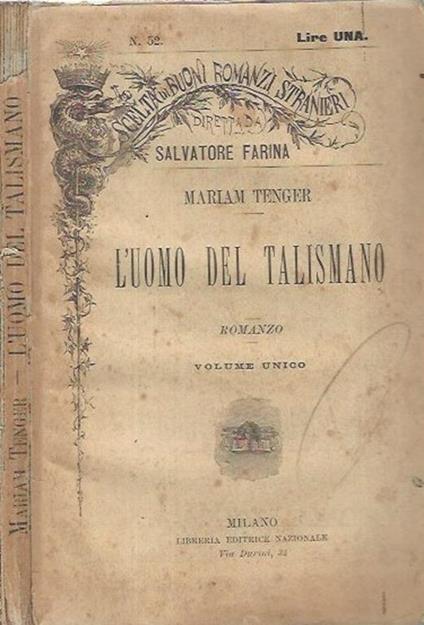 N. 52.
Lire UNA.
SCELTA DI BUONI ROMANZI STRANIERI
DIRETTA DA
SALVATORE FARINA
MARIAM TENGER
L'UOMO DEL TALISMANO
ROMANZO
VOLUME UNICO
MILANO
LIBRERIA EDITRICE NAZIONALE
Via Durini, 34
MARIAM TENGER — L'UOMO DEL TALISMANO